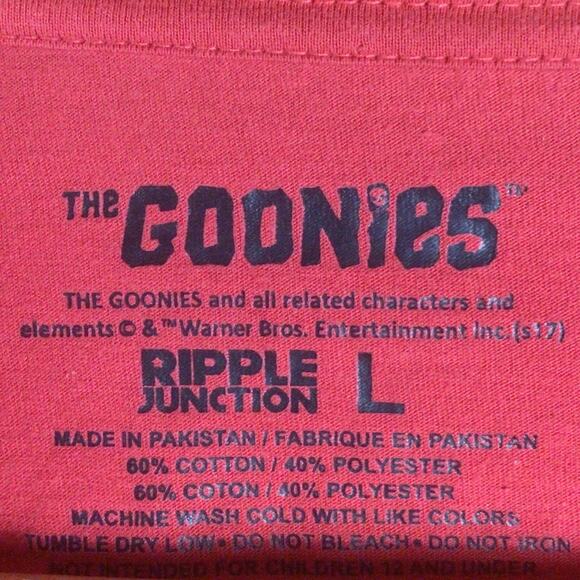 THE GOONIES™
THE GOONIES and all related characters and
elements © & ™ Warner Bros. Entertainment Inc. (s17)
RIPPLE
JUNCTION L
MADE IN PAKISTAN / FABRIQUE EN PAKISTAN
60% COTTON / 40% POLYESTER
60% COTON / 40% POLYESTER
MACHINE WASH COLD WITH LIKE COLORS
TUMBLE DRY LOW • DO NOT BLEACH • DO NOT IRON
NOT INTENDED FOR CHILDREN 12 AND UNDER